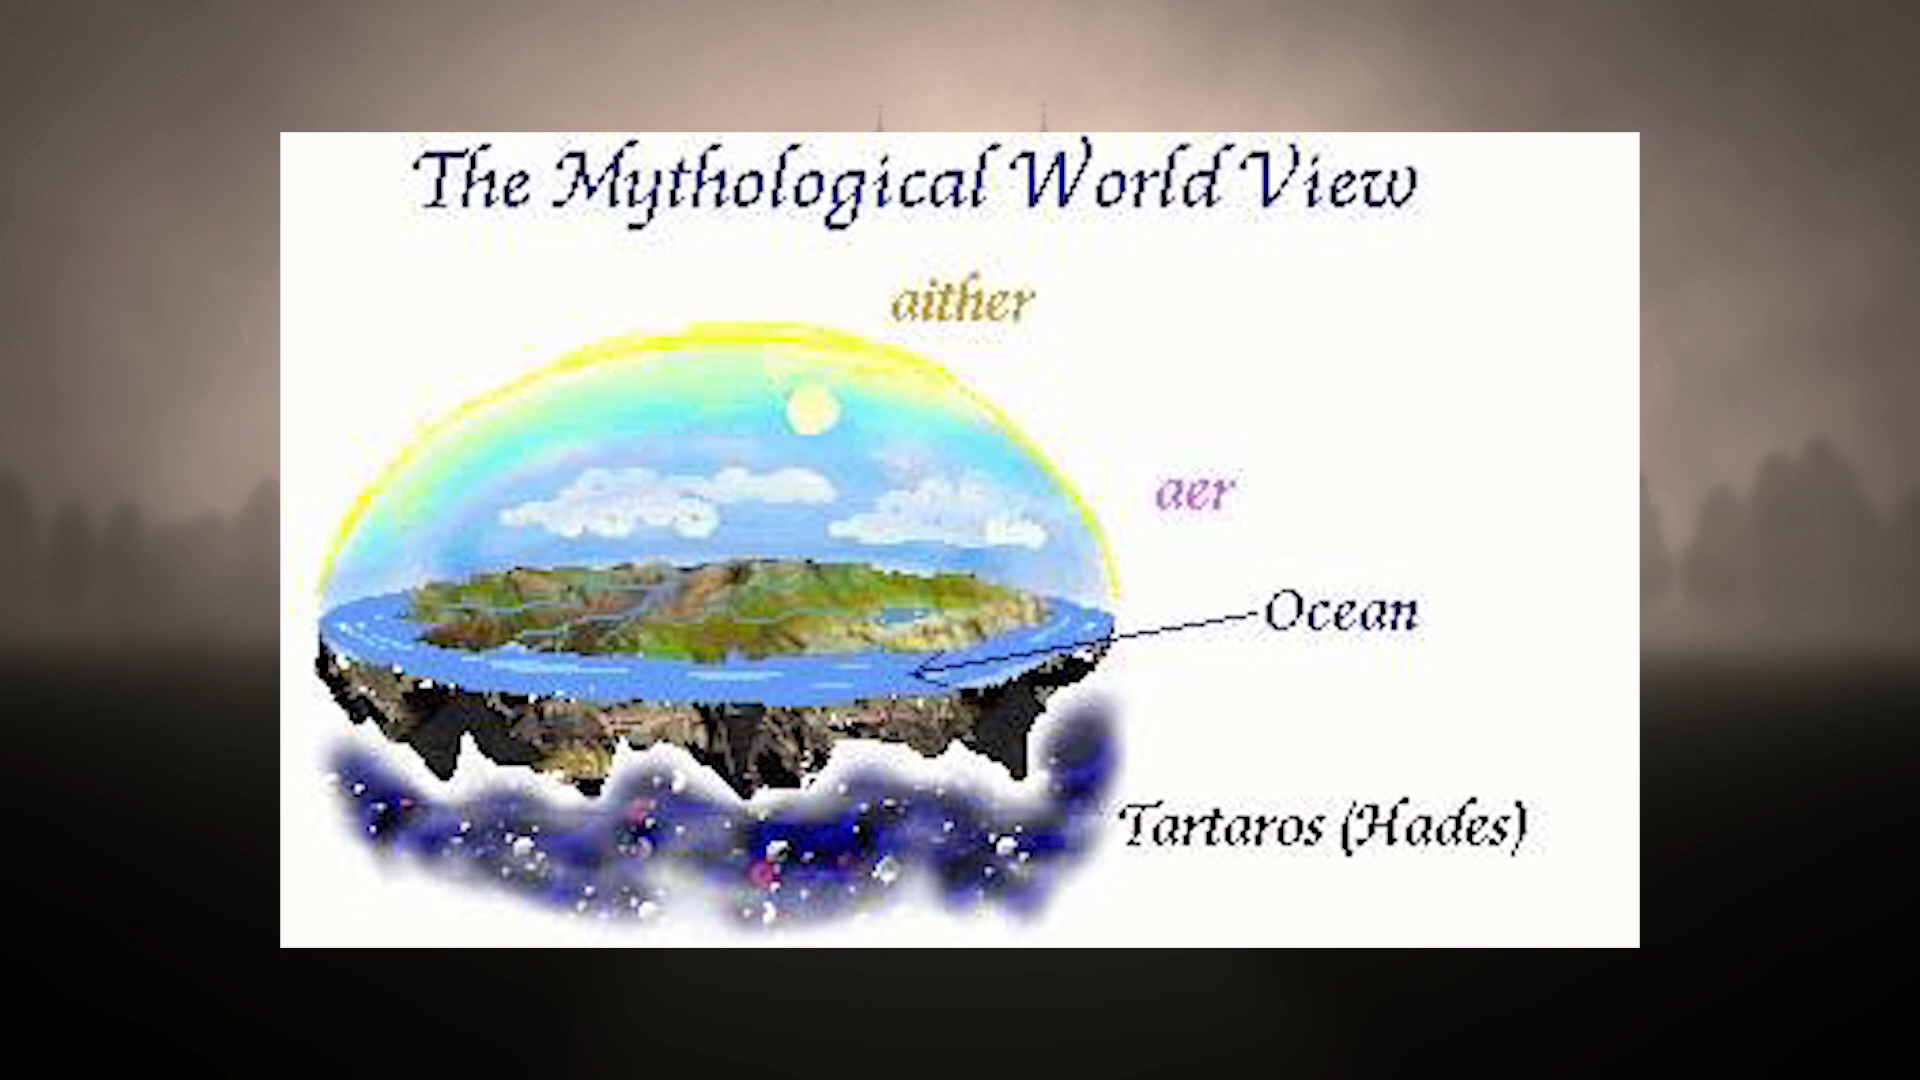 The Mythological World View
aither
aer
Ocean
Tartaros (Hades)